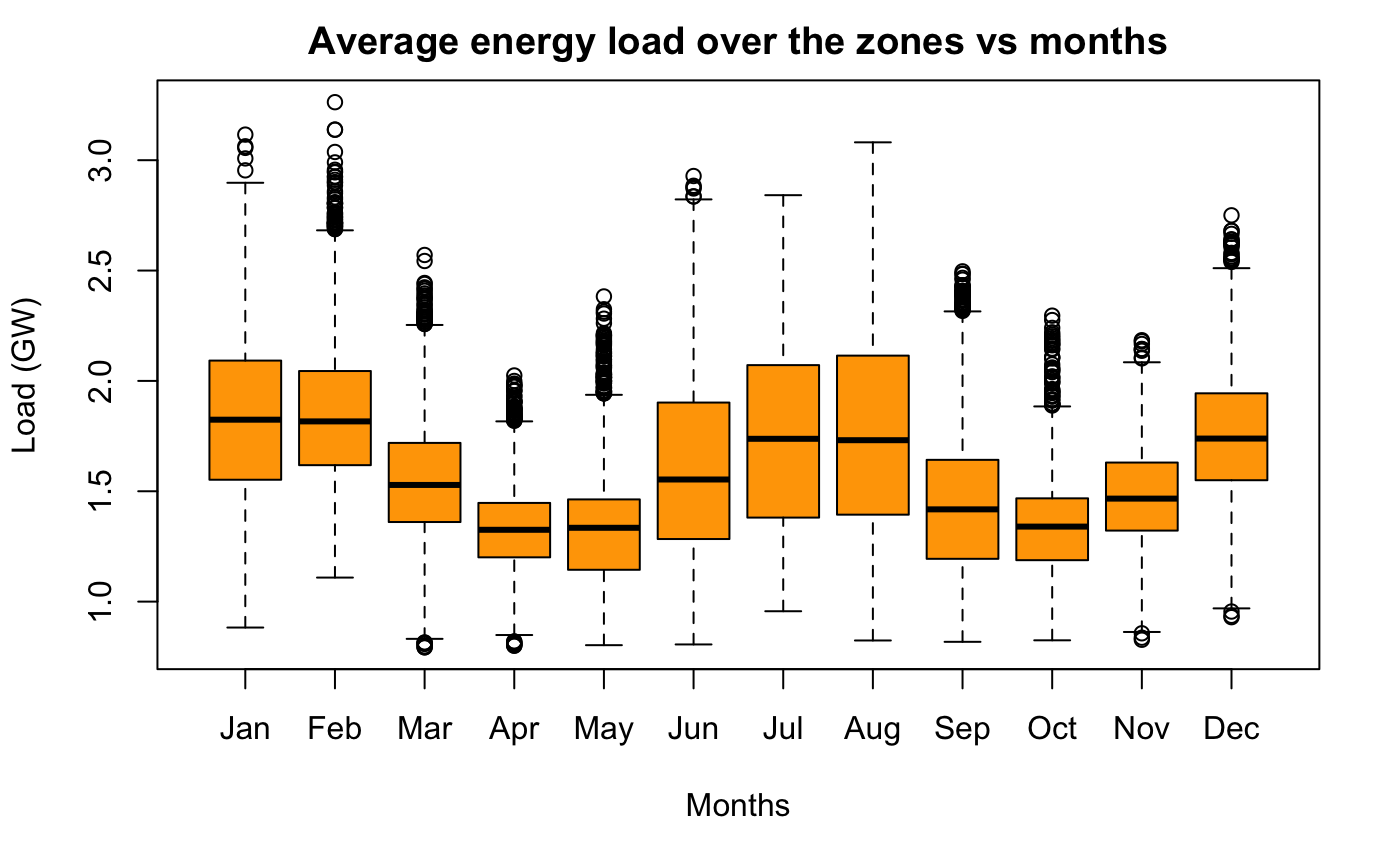 Average energy load over the zones vs months
Load (GW)
3.0
2.5
2.0
1.5
1.0
Jan Feb Mar Apr May Jun Jul Aug Sep Oct Nov Dec
Months